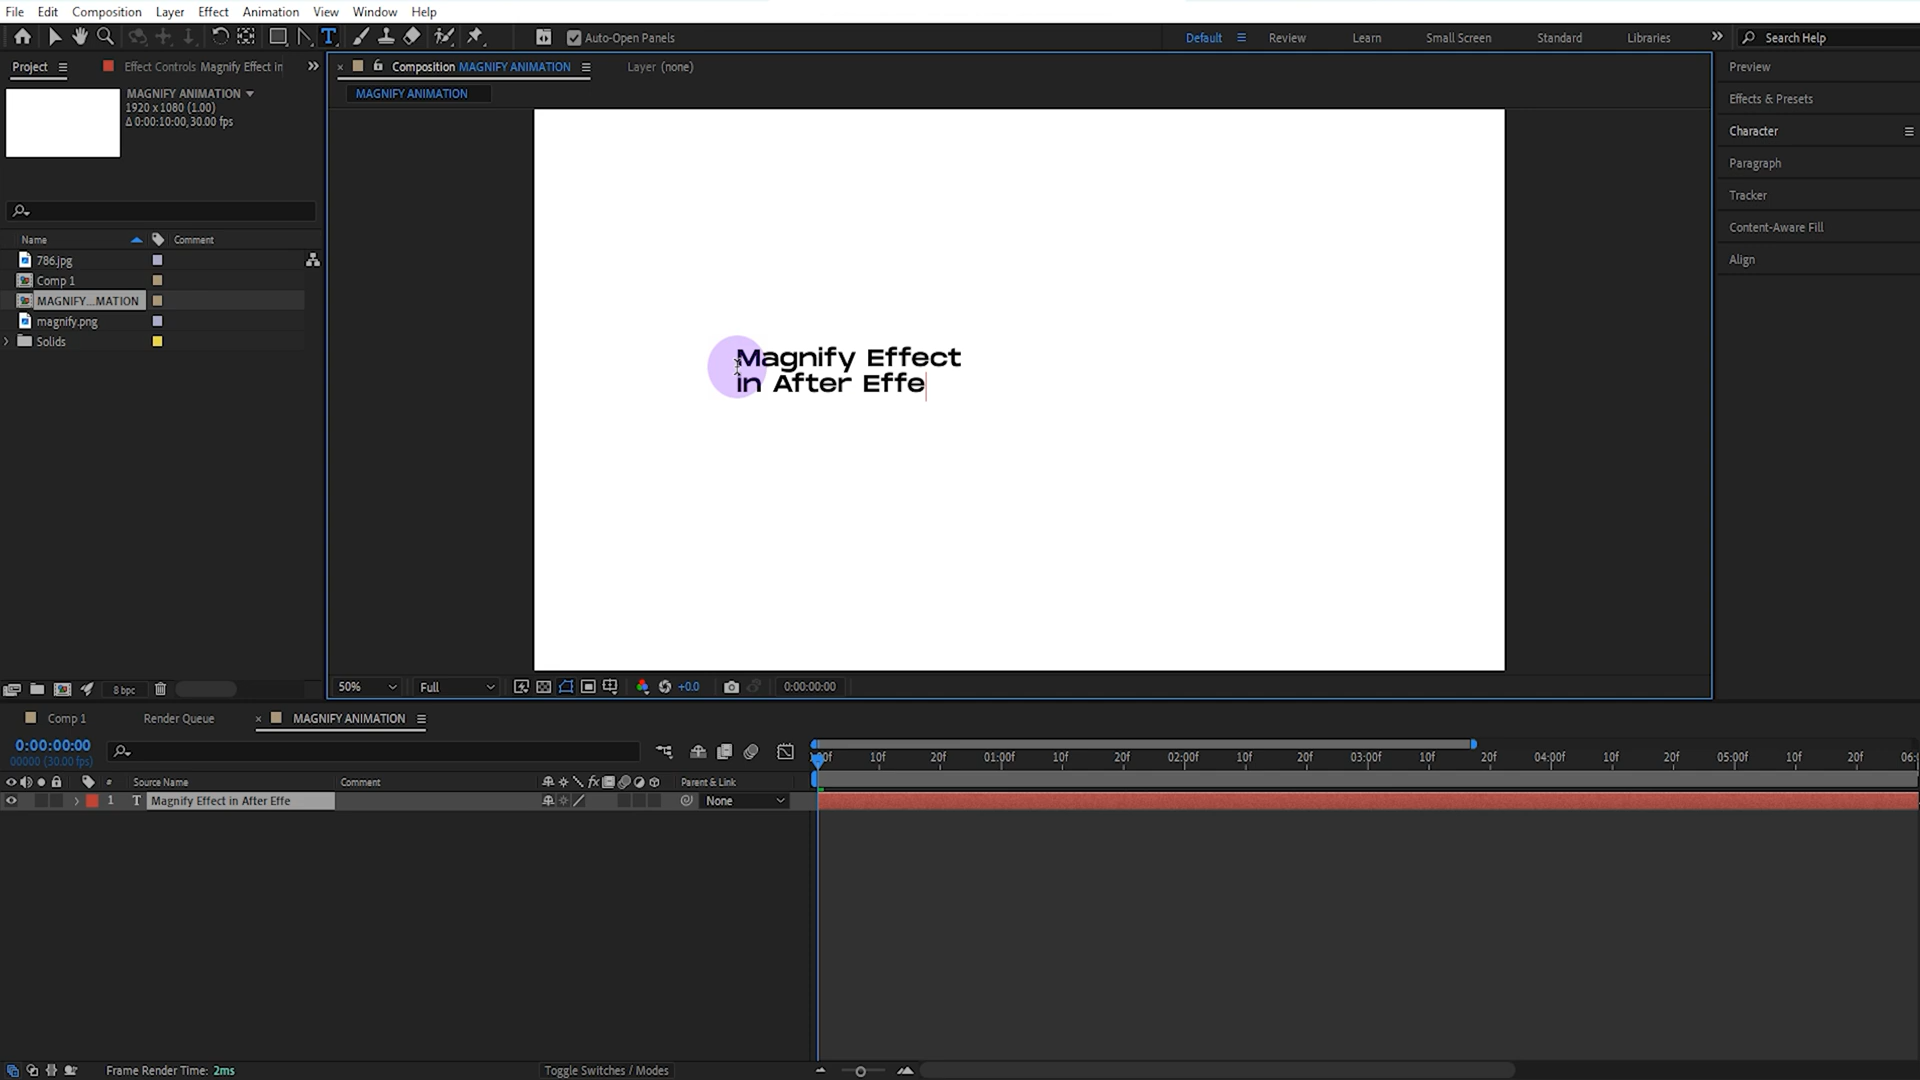 File Edit Composition Layer Effect Animation View Window Help
Auto-Open Panels
Default Review Learn Small Screen Standard Libraries Search Help
Project Effect Controls Magnify Effect in
MAGNIFY ANIMATION
1920 x 1080 (1.00)
Δ 0:00:10:00, 30.00 fps
Name Comment
786.jpg
Comp 1
MAGNIFY...MATION
magnify.png
Solids
8 bpc
Composition MAGNIFY ANIMATION Layer (none)
MAGNIFY ANIMATION
Magnify Effect
in After Effe
50% Full +0.0 0:00:00:00
Preview
Effects & Presets
Character
Paragraph
Tracker
Content-Aware Fill
Align
Comp 1 Render Queue MAGNIFY ANIMATION
0:00:00:00
00000 (30.00 fps)
# Source Name Comment fx Parent & Link
1 T Magnify Effect in After Effe None
10f 20f 01:00f 10f 20f 02:00f 10f 20f 03:00f 10f 20f 04:00f 10f 20f 05:00f 10f 20f
Frame Render Time: 2ms Toggle Switches / Modes